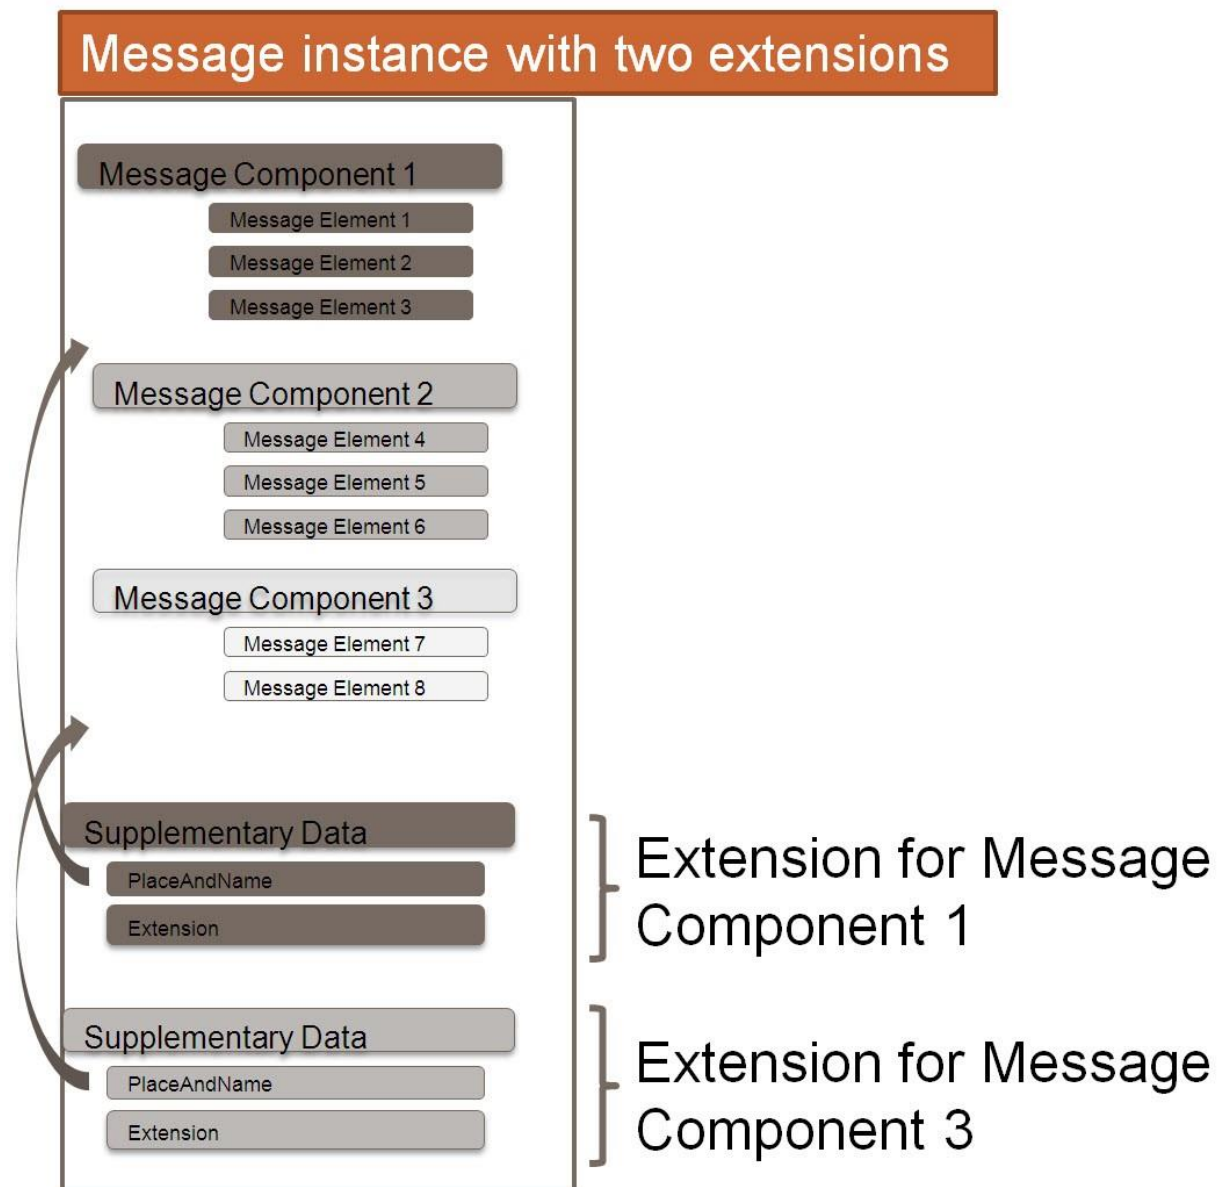 Message instance with two extensions
Message Component 1
Message Element 1
Message Element 2
Message Element 3
Message Component 2
Message Element 4
Message Element 5
Message Element 6
Message Component 3
Message Element 7
Message Element 8
Supplementary Data
PlaceAndName
Extension
Extension for Message
Component 1
Supplementary Data
PlaceAndName
Extension
Extension for Message
Component 3